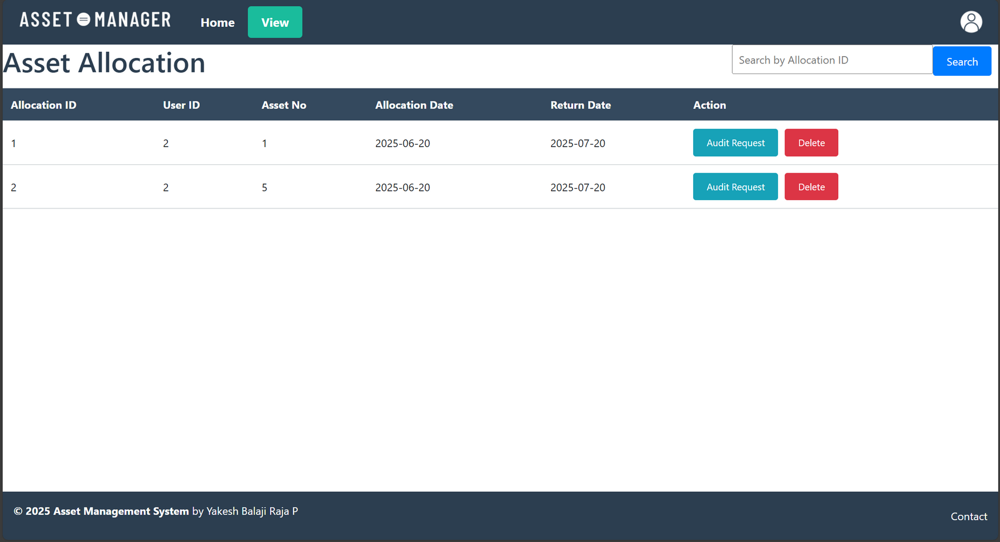 ASSET MANAGER Home View
Asset Allocation Search by Allocation ID Search
Allocation ID User ID Asset No Allocation Date Return Date Action
1 2 1 2025-06-20 2025-07-20 Audit Request Delete
2 2 5 2025-06-20 2025-07-20 Audit Request Delete
© 2025 Asset Management System by Yakesh Balaji Raja P
Contact